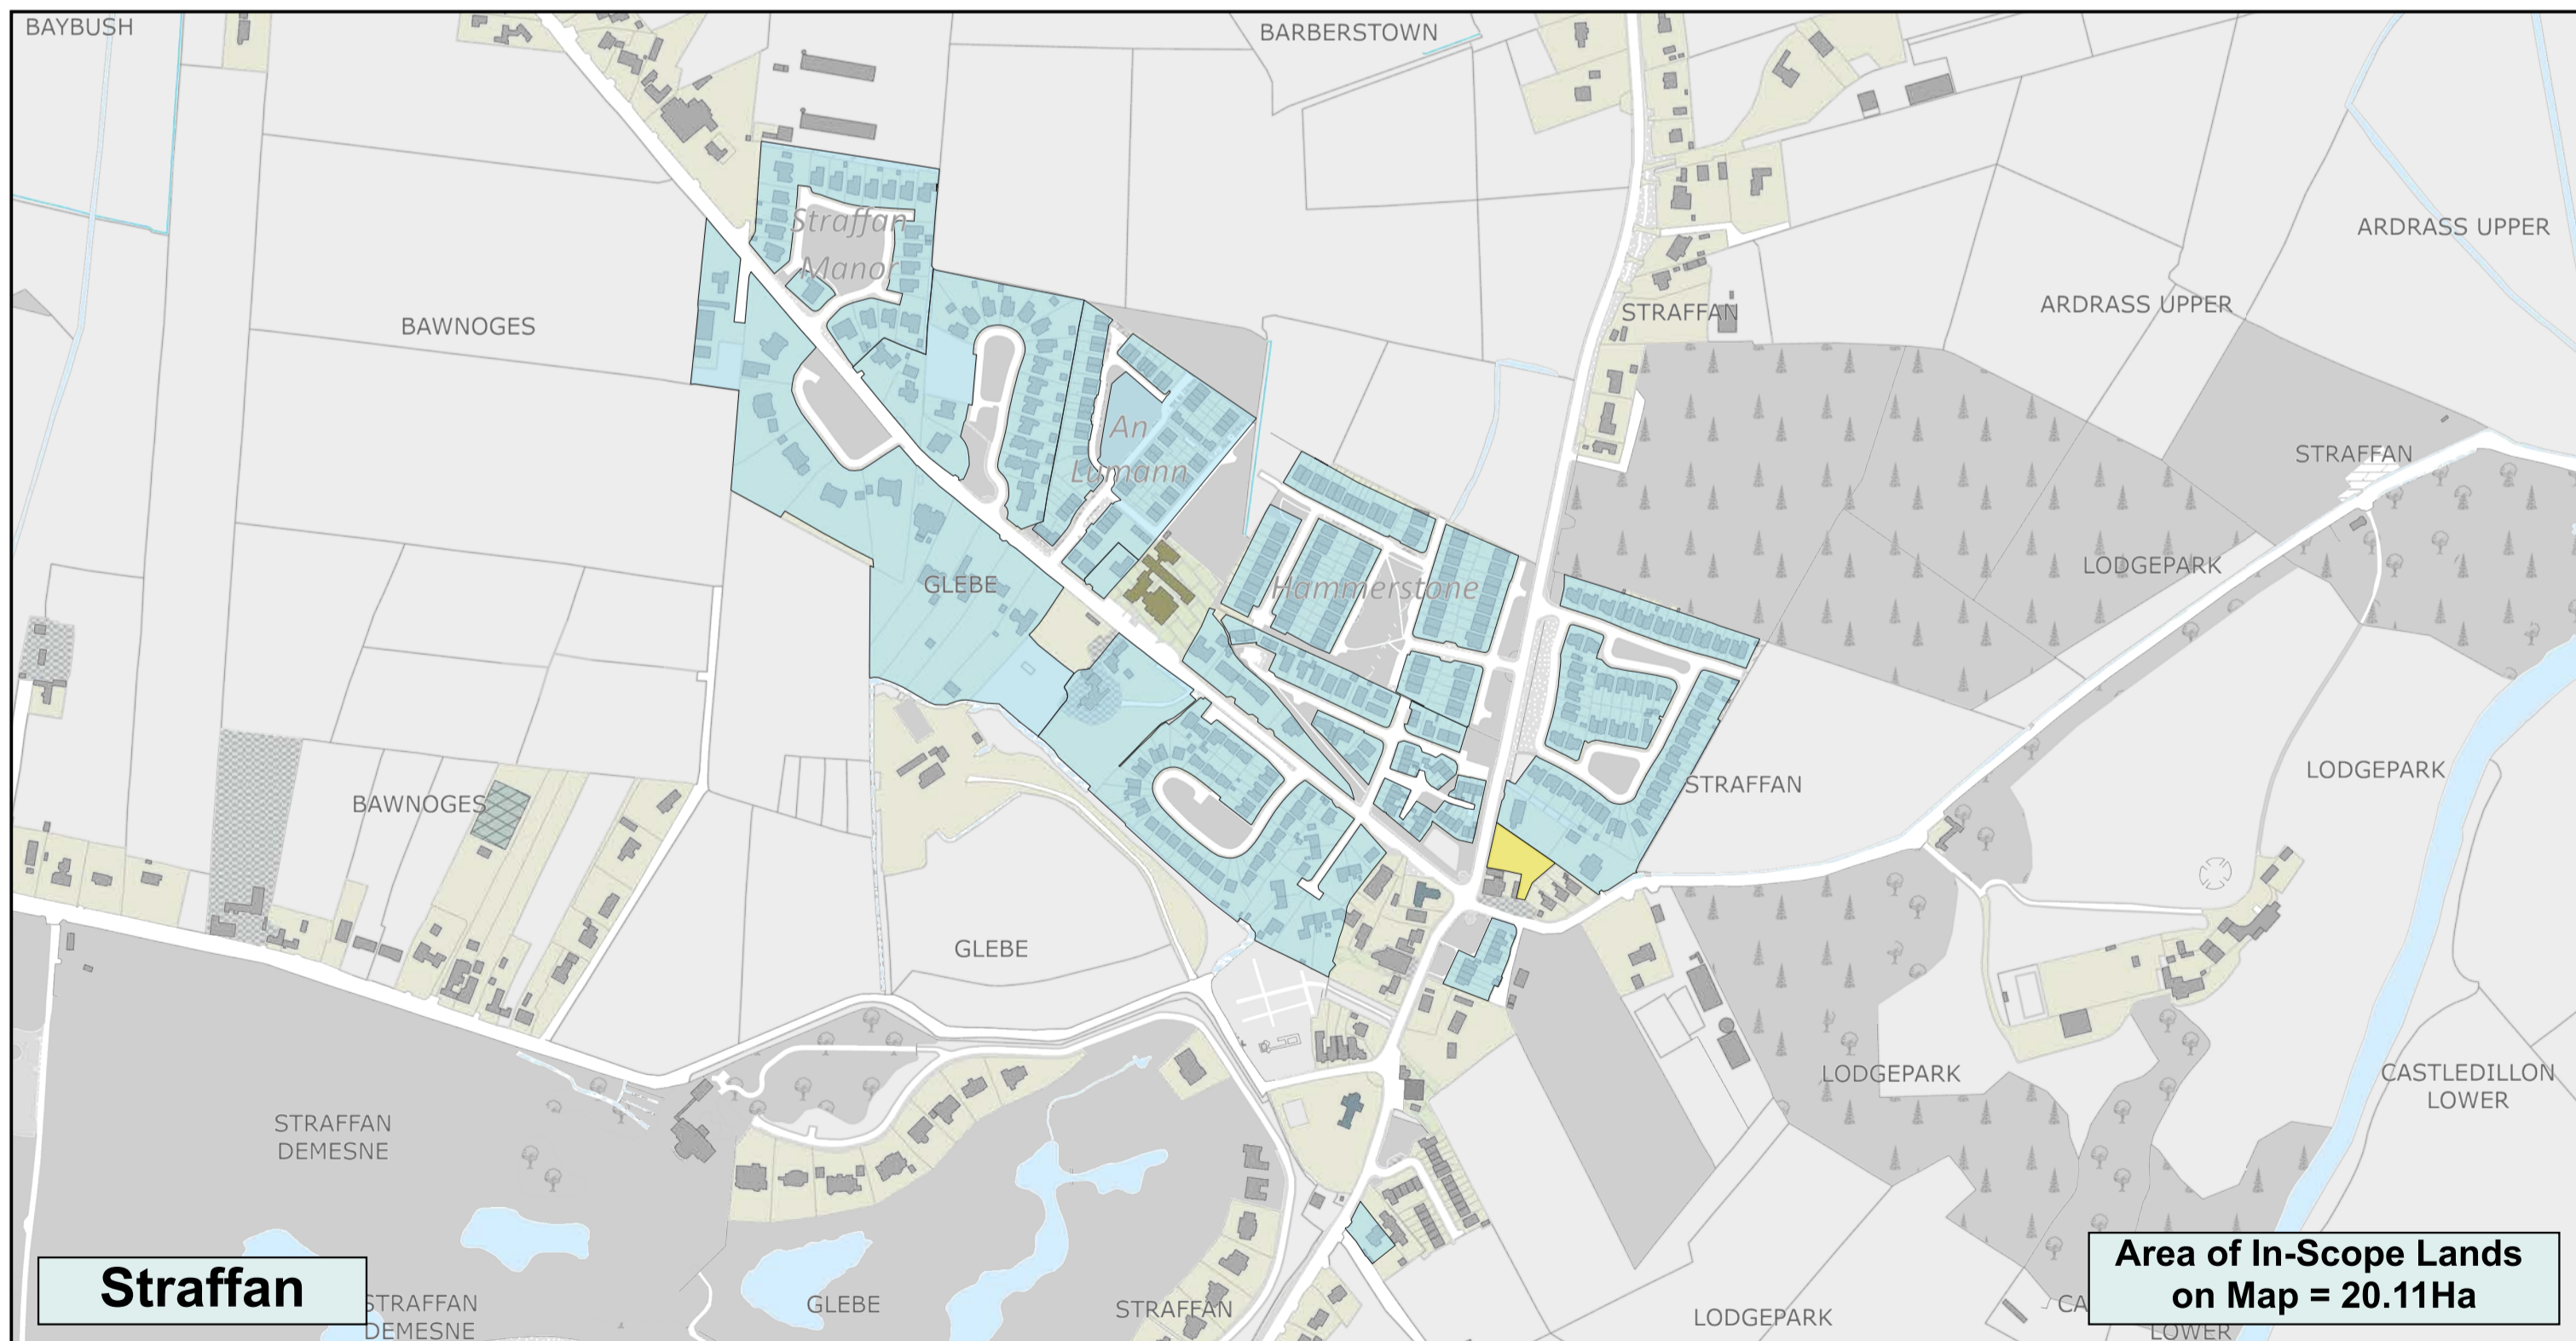 BAYBUSH
BARBERSTOWN
Straffan
Manor
ARDRASS UPPER
ARDRASS UPPER
STRAFFAN
BAWNOGES
An
Lumann
STRAFFAN
LODGEPARK
GLEBE
Hammerstone
LODGEPARK
STRAFFAN
BAWNOGES
GLEBE
LODGEPARK
CASTLEDILLON
LOWER
STRAFFAN
DEMESNE
Straffan
STRAFFAN
DEMESNE
GLEBE
STRAFFAN
LODGEPARK
Area of In-Scope Lands
on Map = 20.11Ha
CA
LOWER